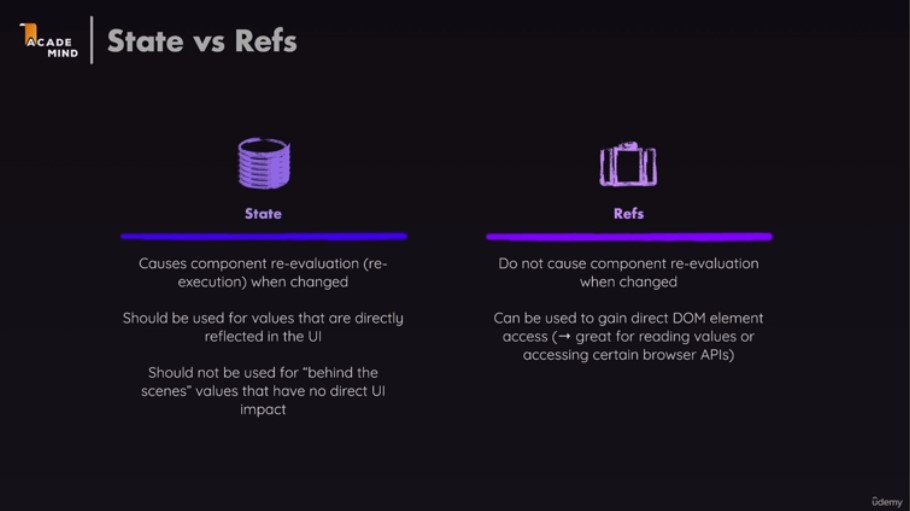 ACADE
MIND
State vs Refs
State
Causes component re-evaluation (re-
execution) when changed
Should be used for values that are directly
reflected in the UI
Should not be used for “behind the
scenes” values that have no direct UI
impact
Refs
Do not cause component re-evaluation
when changed
Can be used to gain direct DOM element
access (→ great for reading values or
accessing certain browser APIs)
ûdemy